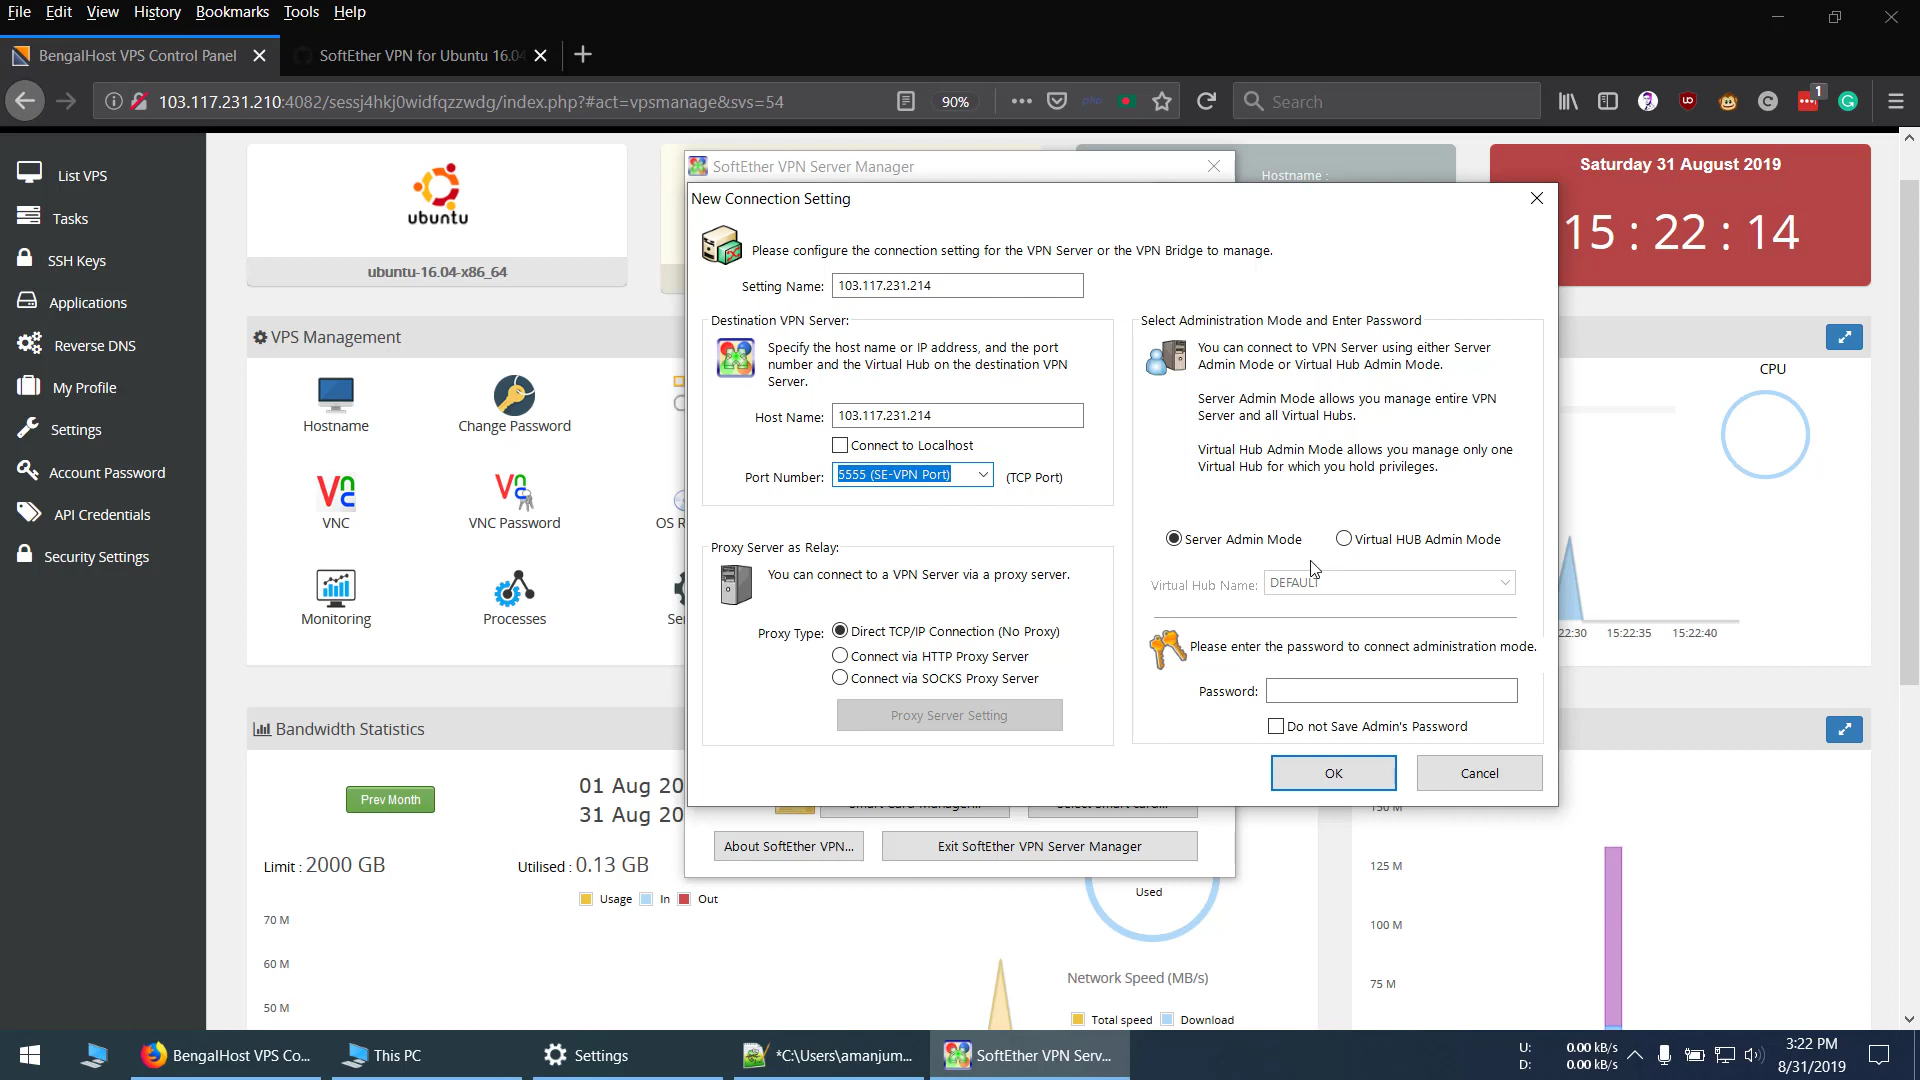 File Edit View History Bookmarks Tools Help
BengalHost VPS Control Panel
SoftEther VPN for Ubuntu 16.04
103.117.231.210:4082/sessj4hkj0widfqzzwdg/index.php?#act=vpsmanage&svs=54
90%
php
Search
1
List VPS
Tasks
SSH Keys
Applications
Reverse DNS
My Profile
Settings
Account Password
API Credentials
Security Settings
ubuntu
ubuntu-16.04-x86_64
Hostname :
Saturday 31 August 2019
15 : 22 : 14
VPS Management
Hostname
Change Password
VNC
VNC Password
OS R
Monitoring
Processes
Se
CPU
22:30
15:22:35
15:22:40
SoftEther VPN Server Manager
New Connection Setting
Please configure the connection setting for the VPN Server or the VPN Bridge to manage.
Setting Name: 103.117.231.214
Destination VPN Server:
Specify the host name or IP address, and the port
number and the Virtual Hub on the destination VPN
Server.
Host Name: 103.117.231.214
Connect to Localhost
Port Number: 5555 (SE-VPN Port) (TCP Port)
Proxy Server as Relay:
You can connect to a VPN Server via a proxy server.
Proxy Type: Direct TCP/IP Connection (No Proxy)
Connect via HTTP Proxy Server
Connect via SOCKS Proxy Server
Proxy Server Setting
Select Administration Mode and Enter Password
You can connect to VPN Server using either Server
Admin Mode or Virtual Hub Admin Mode.
Server Admin Mode allows you manage entire VPN
Server and all Virtual Hubs.
Virtual Hub Admin Mode allows you manage only one
Virtual Hub for which you hold privileges.
Server Admin Mode
Virtual HUB Admin Mode
Virtual Hub Name: DEFAULT
Please enter the password to connect administration mode.
Password:
Do not Save Admin's Password
OK
Cancel
Smart Card Manager...
Select Smart Card...
About SoftEther VPN...
Exit SoftEther VPN Server Manager
Bandwidth Statistics
Prev Month
01 Aug 20
31 Aug 20
Limit : 2000 GB
Utilised : 0.13 GB
Usage In Out
70 M
60 M
50 M
Used
Network Speed (MB/s)
Total speed Download
150 M
125 M
100 M
75 M
BengalHost VPS Co...
This PC
Settings
*C:\Users\amanjum...
SoftEther VPN Serv...
U: 0.00 kB/s
D: 0.00 kB/s
3:22 PM
8/31/2019